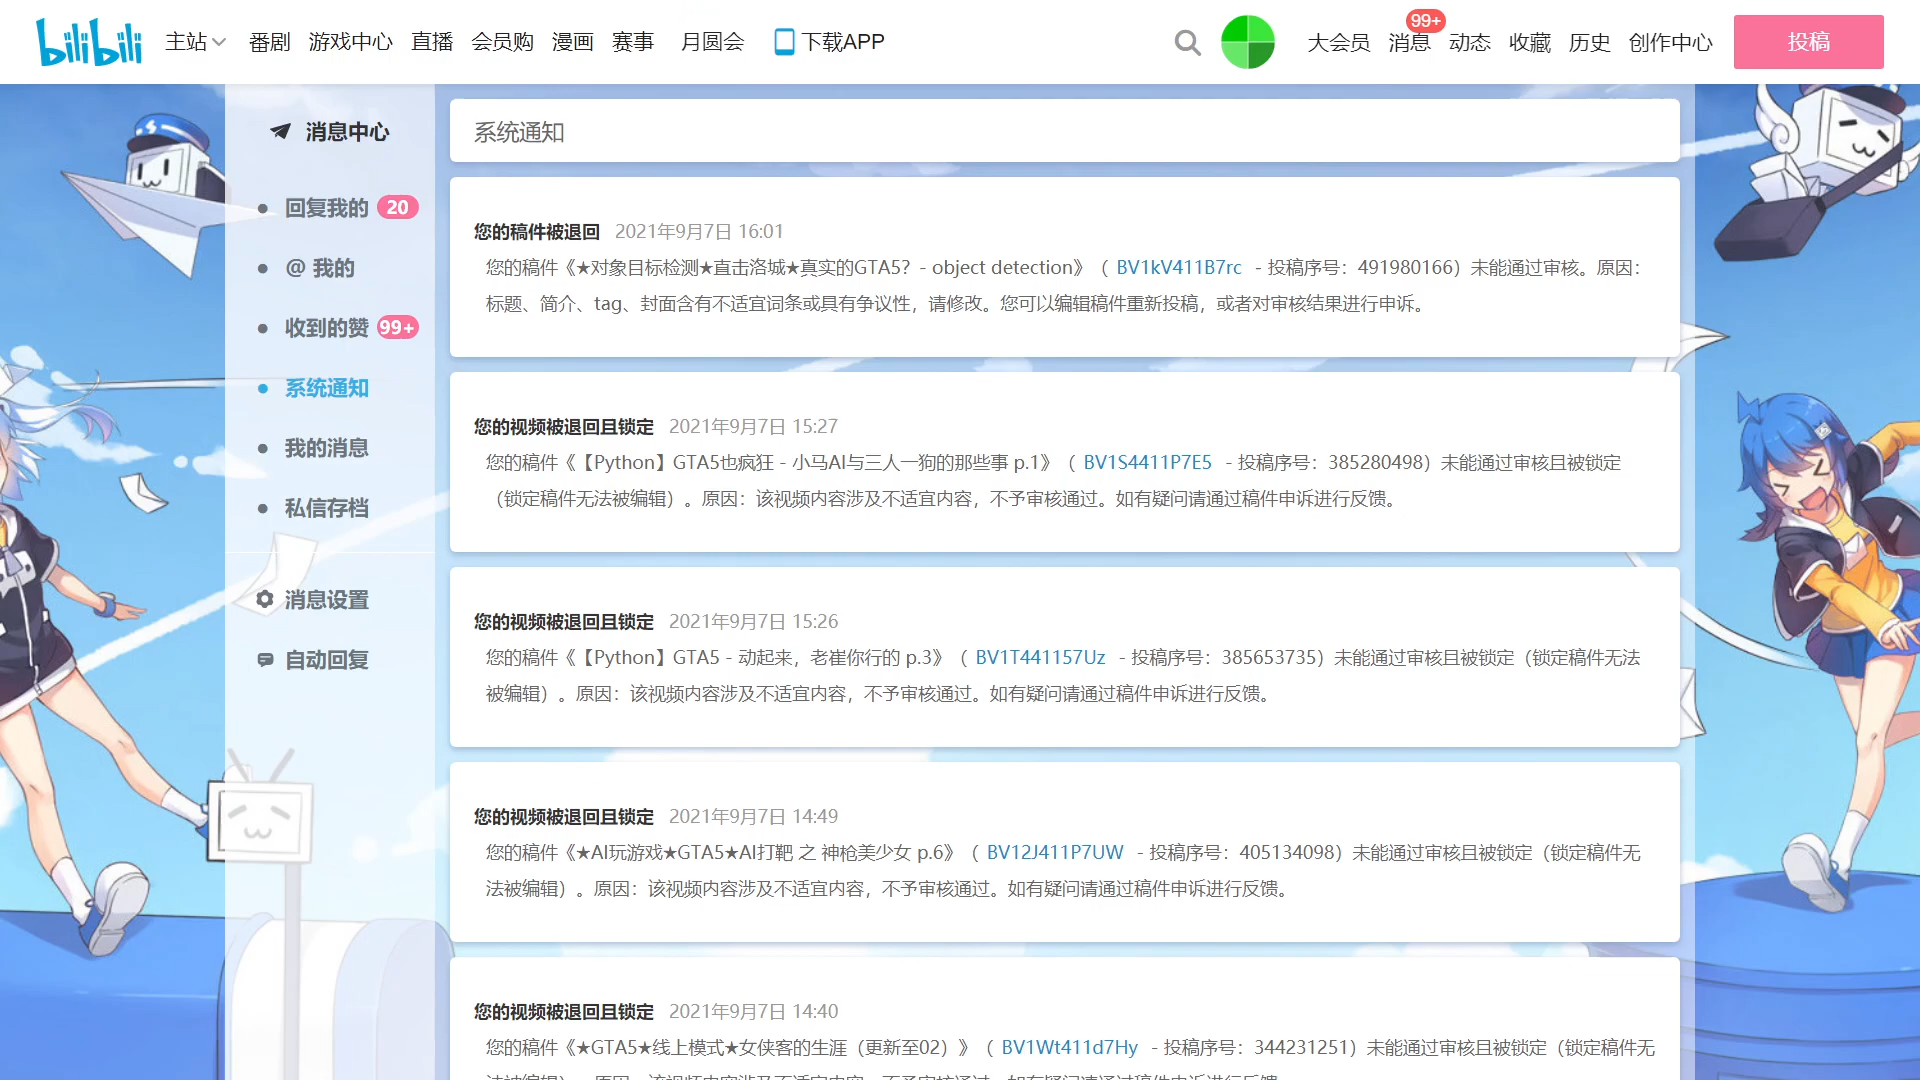 bilibili 主站 番剧 游戏中心 直播 会员购 漫画 赛事 月圆会 下载APP 大会员 消息 99+ 动态 收藏 历史 创作中心 投稿
消息中心
回复我的 20
@ 我的
收到的赞 99+
系统通知
我的消息
私信存档
消息设置
自动回复
系统通知
您的稿件被退回 2021年9月7日 16:01
您的稿件《★对象目标检测★直击洛城★真实的GTA5？- object detection》（ BV1kV411B7rc - 投稿序号：491980166）未能通过审核。原因：
标题、简介、tag、封面含有不适宜词条或具有争议性，请修改。您可以编辑稿件重新投稿，或者对审核结果进行申诉。
您的视频被退回且锁定 2021年9月7日 15:27
您的稿件《【Python】GTA5也疯狂 - 小马AI与三人一狗的那些事 p.1》（ BV1S4411P7E5 - 投稿序号：385280498）未能通过审核且被锁定
（锁定稿件无法被编辑）。原因：该视频内容涉及不适宜内容，不予审核通过。如有疑问请通过稿件申诉进行反馈。
您的视频被退回且锁定 2021年9月7日 15:26
您的稿件《【Python】GTA5 - 动起来，老崔你行的 p.3》（ BV1T441157Uz - 投稿序号：385653735）未能通过审核且被锁定（锁定稿件无法
被编辑）。原因：该视频内容涉及不适宜内容，不予审核通过。如有疑问请通过稿件申诉进行反馈。
您的视频被退回且锁定 2021年9月7日 14:49
您的稿件《★AI玩游戏★GTA5★AI打靶 之 神枪美少女 p.6》（ BV12J411P7UW - 投稿序号：405134098）未能通过审核且被锁定（锁定稿件无
法被编辑）。原因：该视频内容涉及不适宜内容，不予审核通过。如有疑问请通过稿件申诉进行反馈。
您的视频被退回且锁定 2021年9月7日 14:40
您的稿件《★GTA5★线上模式★女侠客的生涯（更新至02）》（ BV1Wt411d7Hy - 投稿序号：344231251）未能通过审核且被锁定（锁定稿件无